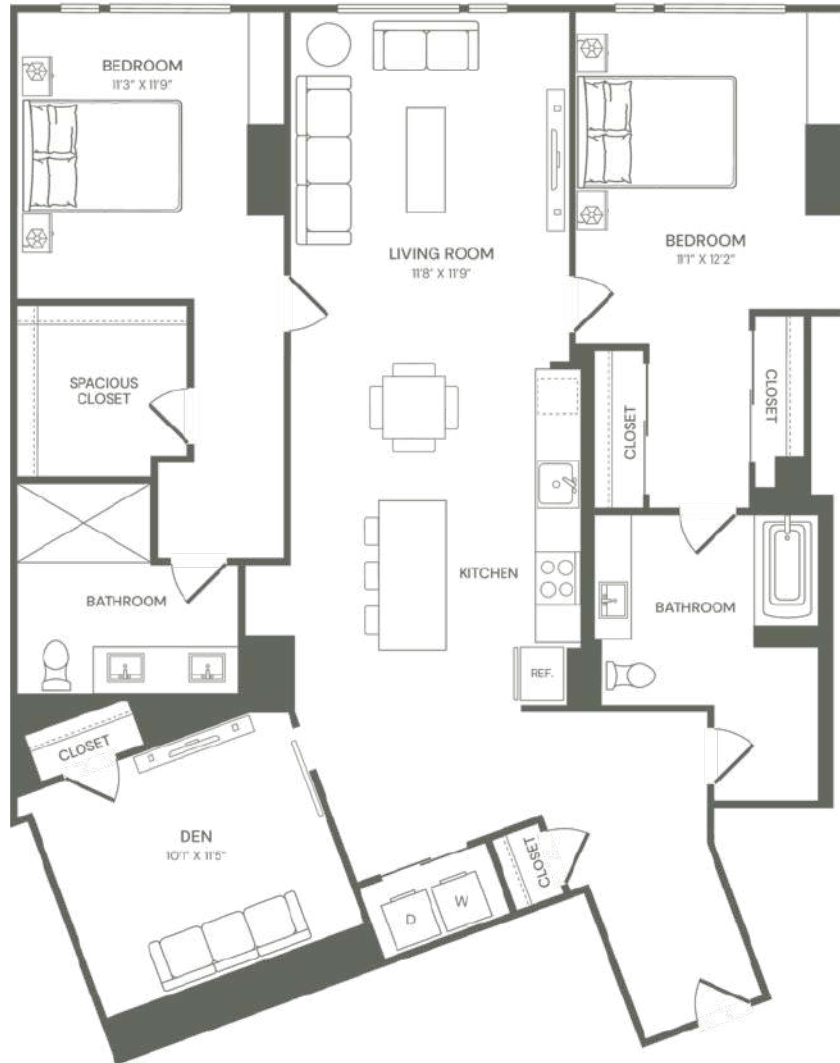 BEDROOM
11'3" X 11'9"
LIVING ROOM
11'8' X 11'9"
BEDROOM
11'1" X 12'2"
SPACIOUS
CLOSET
CLOSET
CLOSET
BATHROOM
KITCHEN
BATHROOM
REF.
CLOSET
DEN
10'1" X 11'5"
CLOSET
D
W